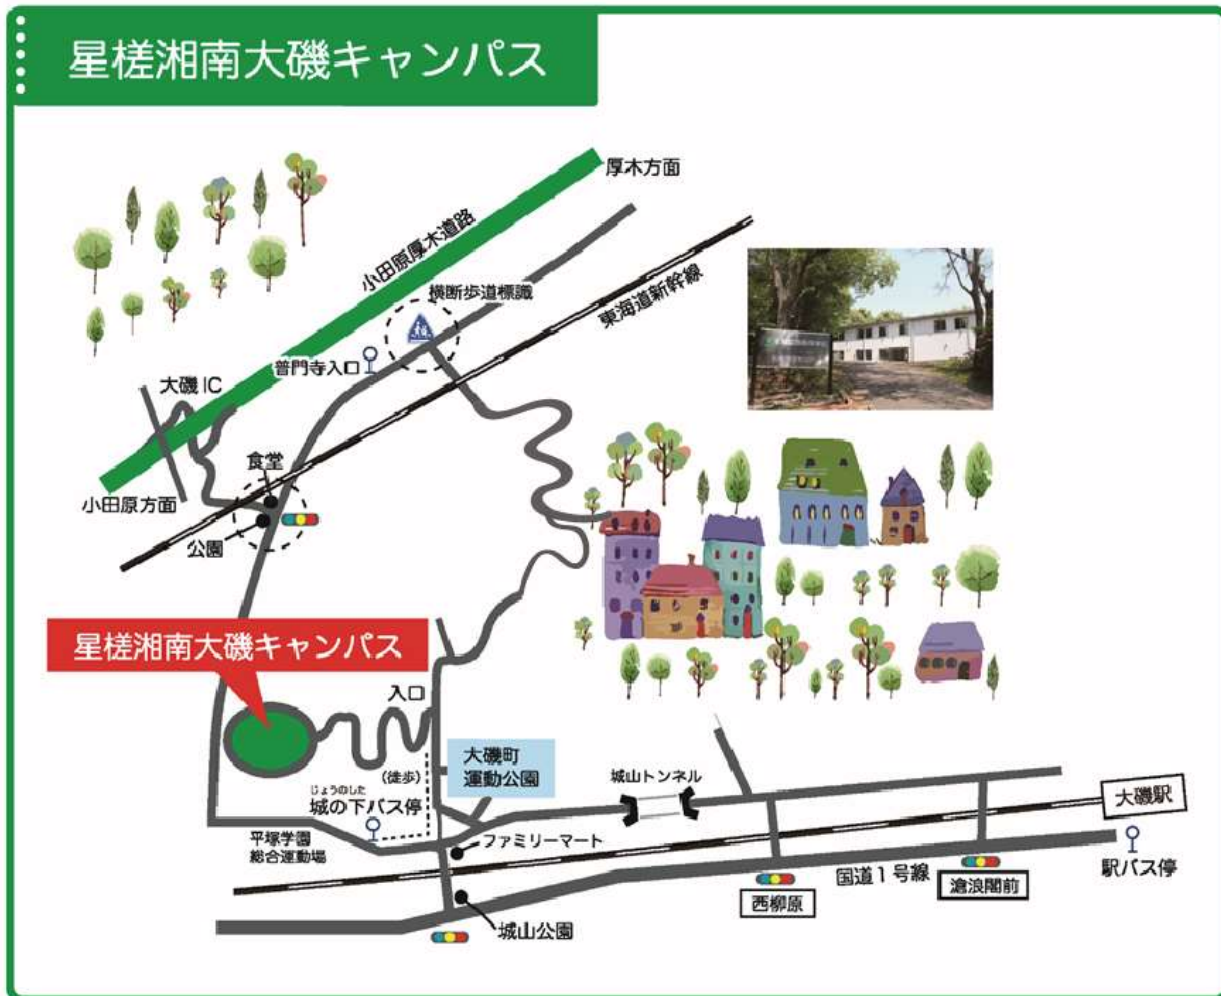 星槎湘南大磯キャンパス
厚木方面
小田原厚木道路
横断歩道標識
東海道新幹線
普門寺入口
大磯IC
食堂
小田原方面
公園
星槎湘南大磯キャンパス
入口
大磯町
運動公園
(徒歩)
じょうのした
城の下バス停
城山トンネル
大磯駅
平塚学園
総合運動場
ファミリーマート
駅バス停
国道1号線
滄浪閣前
西柳原
城山公園